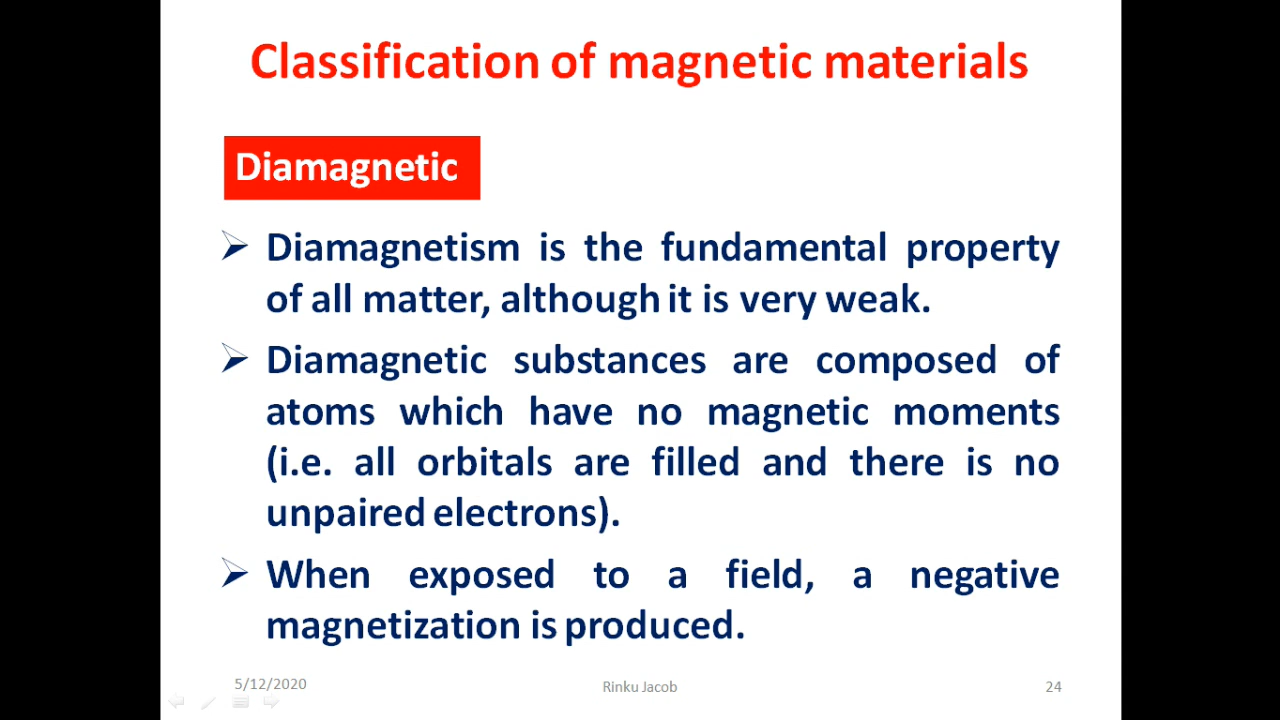 Classification of magnetic materials
Diamagnetic
Diamagnetism is the fundamental property
of all matter, although it is very weak.
Diamagnetic substances are composed of
atoms which have no magnetic moments
(i.e. all orbitals are filled and there is no
unpaired electrons).
When exposed to a field, a negative
magnetization is produced.
5/12/2020
Rinku Jacob
24